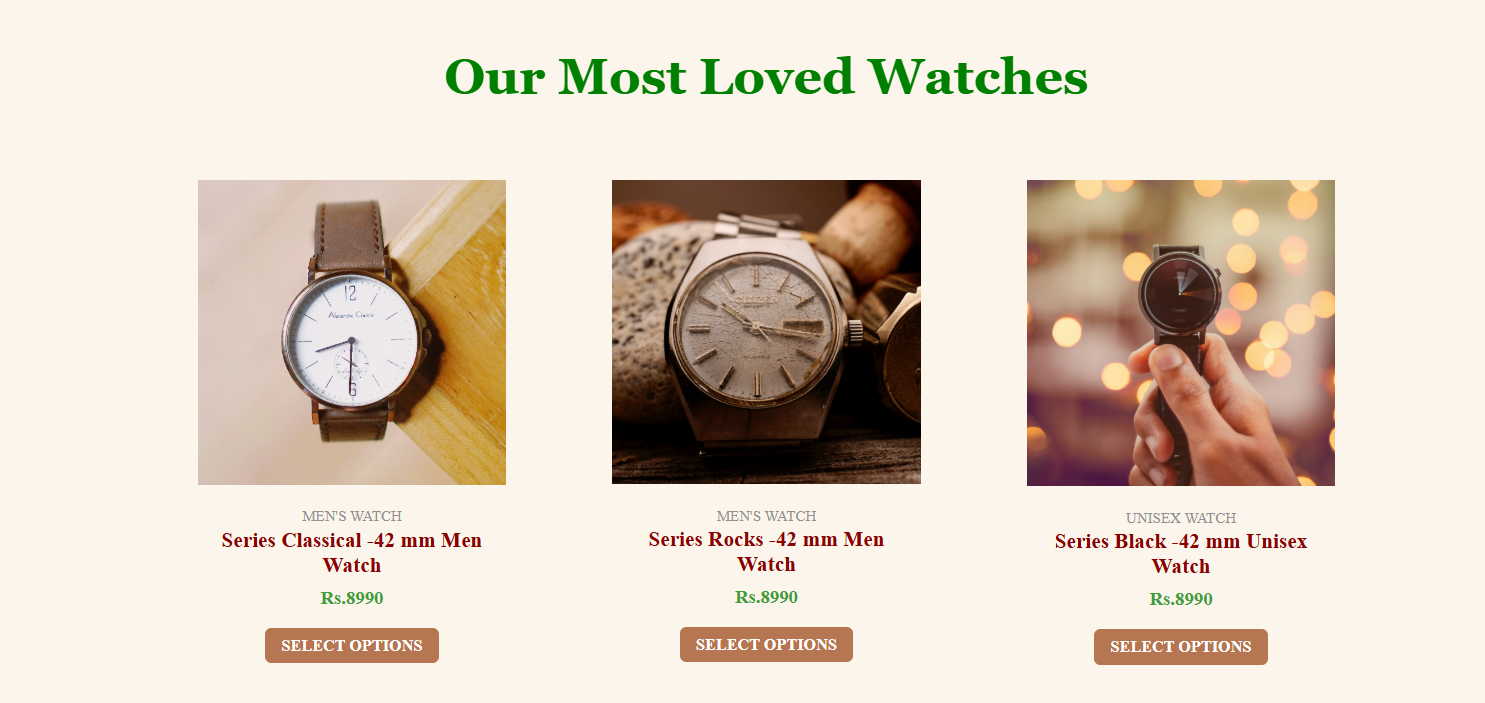 Our Most Loved Watches
12
Alexandre Christie
6
MEN'S WATCH
Series Classical -42 mm Men
Watch
Rs.8990
SELECT OPTIONS
MEN'S WATCH
Series Rocks -42 mm Men
Watch
Rs.8990
SELECT OPTIONS
UNISEX WATCH
Series Black -42 mm Unisex
Watch
Rs.8990
SELECT OPTIONS